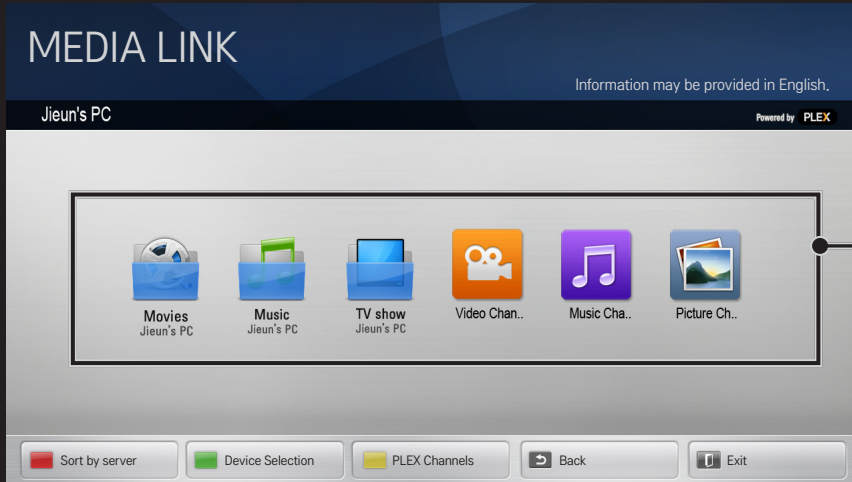 MEDIA LINK
Information may be provided in English.
Jieun's PC
Powered by PLEX
Movies
Jieun's PC
Music
Jieun's PC
TV show
Jieun's PC
Video Chan..
Music Cha..
Picture Ch..
Sort by server
Device Selection
PLEX Channels
Back
Exit